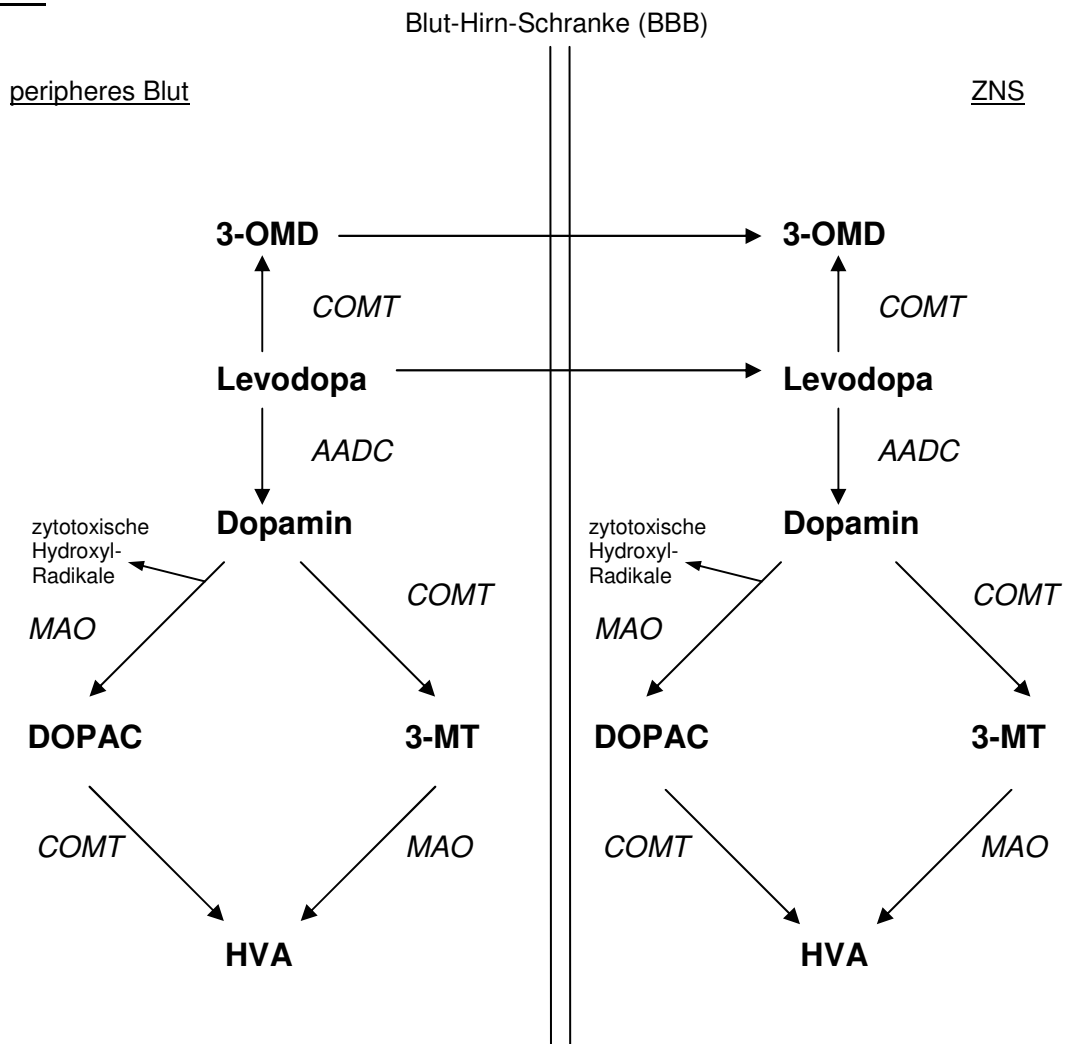 Blut-Hirn-Schranke (BBB)
peripheres Blut
ZNS
3-OMD
3-OMD
COMT
COMT
Levodopa
Levodopa
AADC
AADC
Dopamin
Dopamin
zytotoxische
Hydroxyl-
Radikale
zytotoxische
Hydroxyl-
Radikale
COMT
COMT
MAO
MAO
DOPAC
3-MT
DOPAC
3-MT
COMT
MAO
COMT
MAO
HVA
HVA